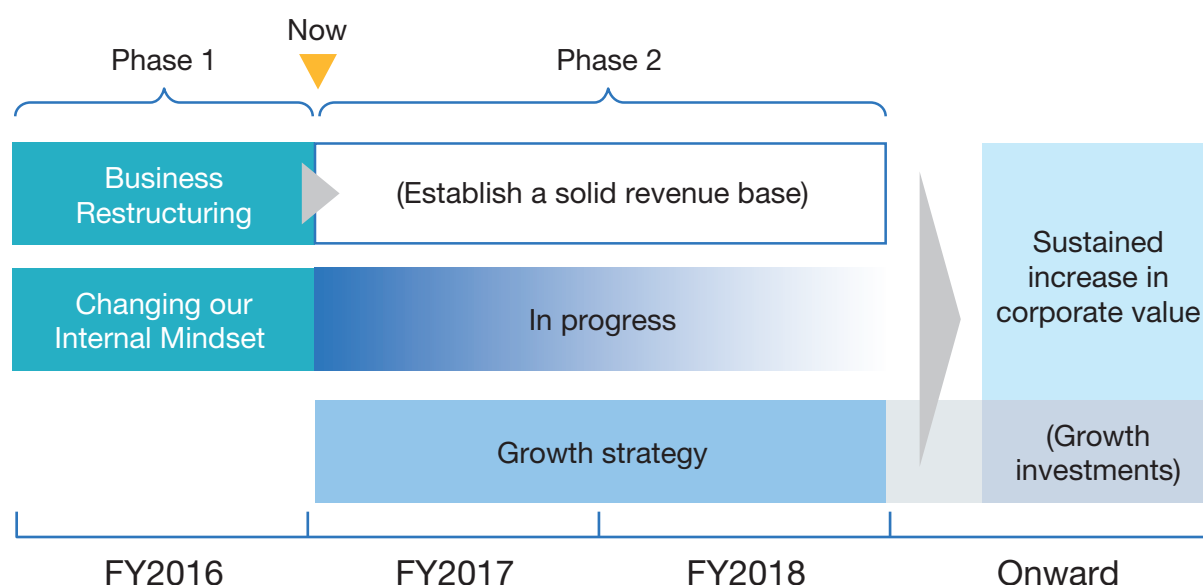 Now
Phase 1
Phase 2
Business
Restructuring
(Establish a solid revenue base)
Changing our
Internal Mindset
In progress
Sustained
increase in
corporate value
Growth strategy
(Growth
investments)
FY2016
FY2017
FY2018
Onward